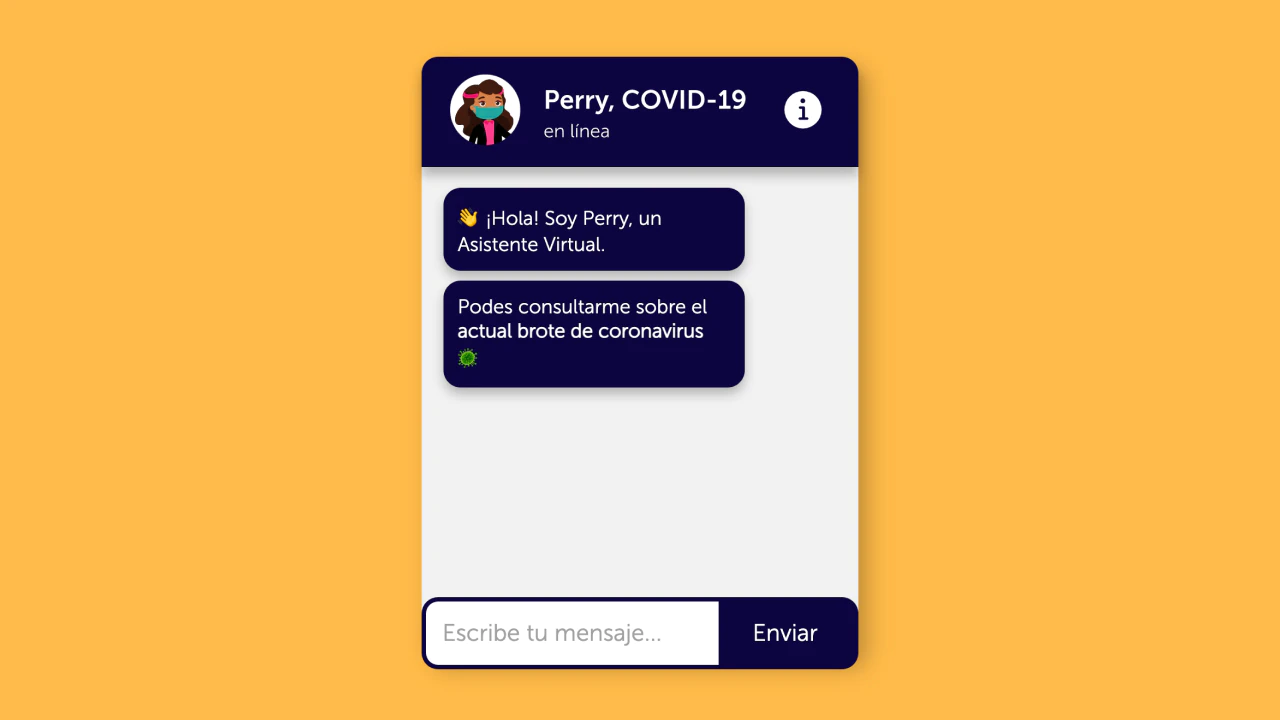 Perry, COVID-19
en línea
👋 ¡Hola! Soy Perry, un
Asistente Virtual.
Podes consultarme sobre el
actual brote de coronavirus
Escribe tu mensaje...
Enviar